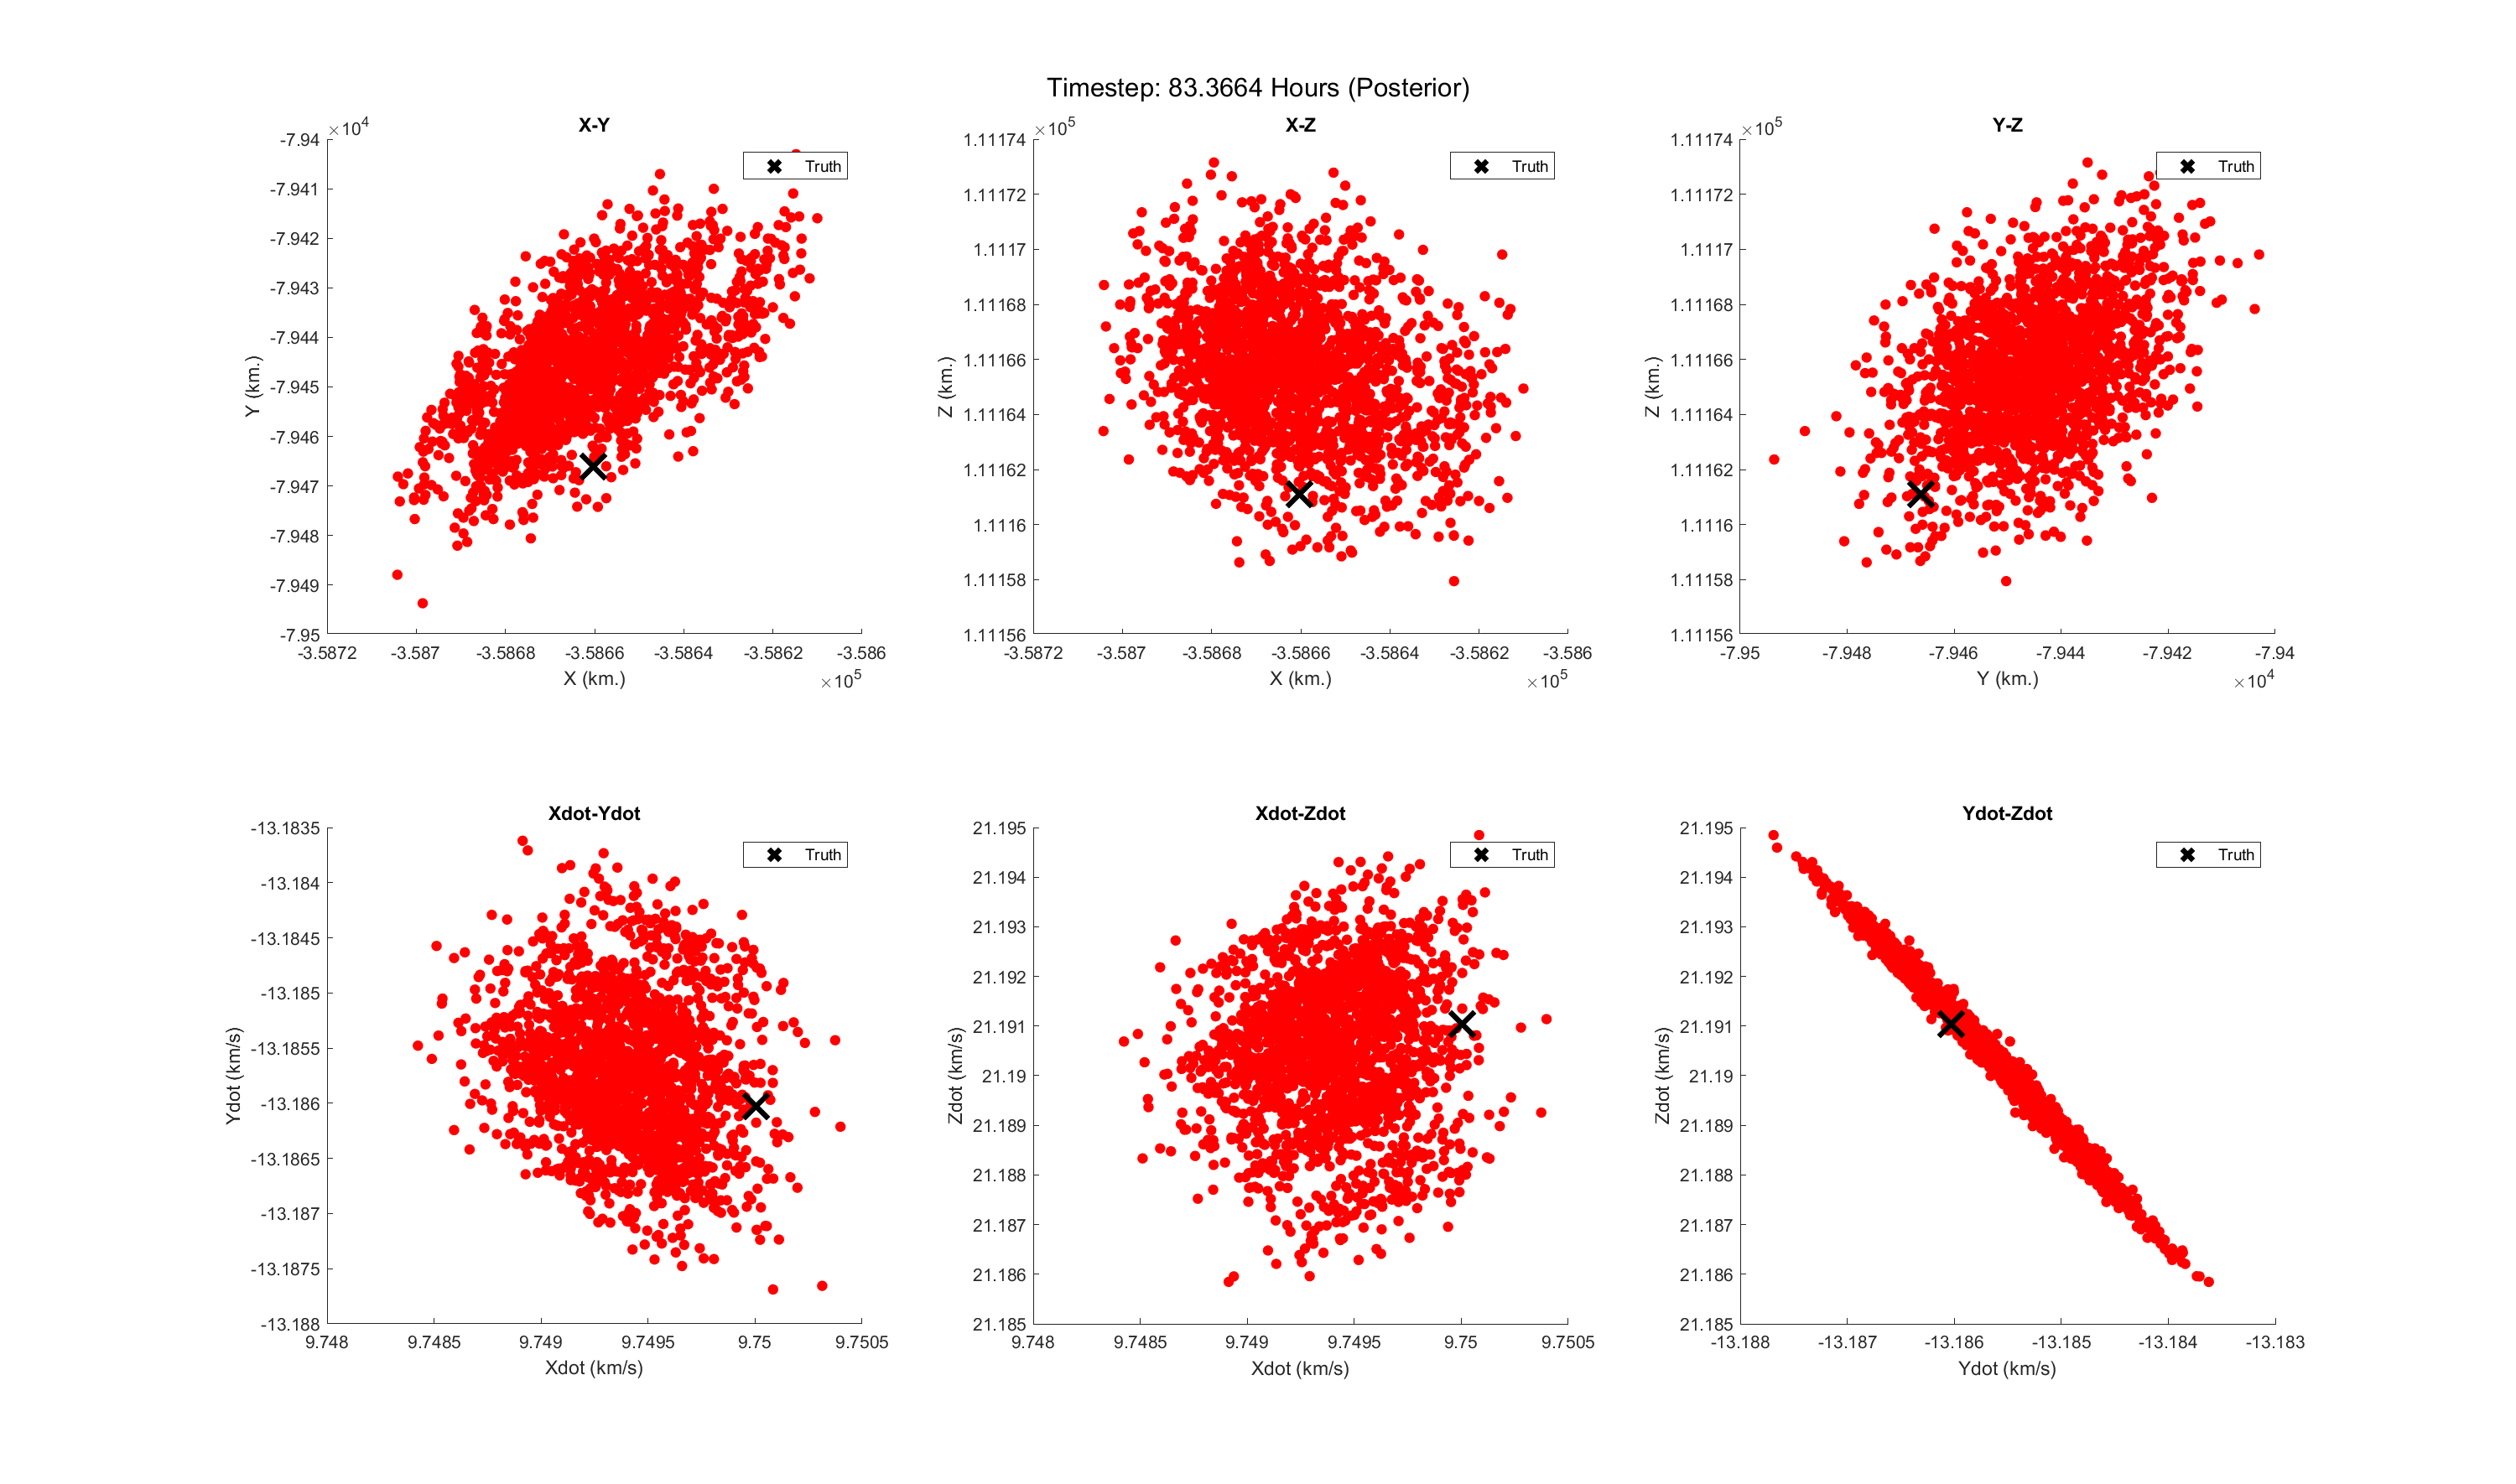 Timestep: 83.3664 Hours (Posterior)
X-Y
×10^4
-7.94
-7.941
-7.942
-7.943
-7.944
-7.945
-7.946
-7.947
-7.948
-7.949
-7.95
Y (km.)
Truth
-3.5872 -3.587 -3.5868 -3.5866 -3.5864 -3.5862 -3.586
X (km.)
×10^5
X-Z
×10^5
1.11174
1.11172
1.1117
1.11168
1.11166
1.11164
1.11162
1.1116
1.11158
1.11156
Z (km.)
Truth
-3.5872 -3.587 -3.5868 -3.5866 -3.5864 -3.5862 -3.586
X (km.)
×10^5
Y-Z
×10^5
1.11174
1.11172
1.1117
1.11168
1.11166
1.11164
1.11162
1.1116
1.11158
1.11156
Z (km.)
Truth
-7.95 -7.948 -7.946 -7.944 -7.942 -7.94
Y (km.)
×10^4
Xdot-Ydot
-13.1835
-13.184
-13.1845
-13.185
-13.1855
-13.186
-13.1865
-13.187
-13.1875
-13.188
Ydot (km/s)
Truth
9.748 9.7485 9.749 9.7495 9.75 9.7505
Xdot (km/s)
Xdot-Zdot
21.195
21.194
21.193
21.192
21.191
21.19
21.189
21.188
21.187
21.186
21.185
Zdot (km/s)
Truth
9.748 9.7485 9.749 9.7495 9.75 9.7505
Xdot (km/s)
Ydot-Zdot
21.195
21.194
21.193
21.192
21.191
21.19
21.189
21.188
21.187
21.186
21.185
Zdot (km/s)
Truth
-13.188 -13.187 -13.186 -13.185 -13.184 -13.183
Ydot (km/s)